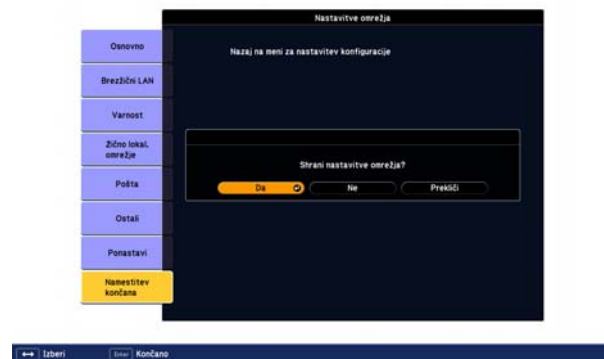 Nastavitve omrežja
Osnovno
Nazaj na meni za nastavitev konfiguracije
Brezžični LAN
Varnost
Žično lokal.
omrežje
Shrani nastavitve omrežja?
Pošta
Da
Ne
Prekliči
Ostali
Ponastavi
Namestitev
končana
Izberi
Enter Končano